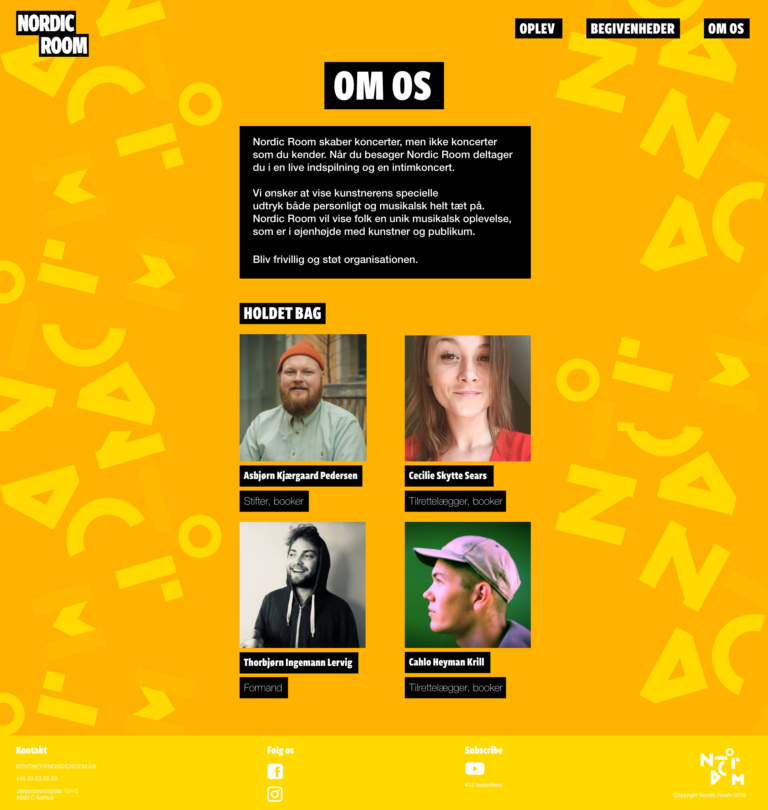 NORDIC
ROOM
OPLEV
BEGIVENHEDER
OM OS
OM OS
Nordic Room skaber koncerter, men ikke koncerter
som du kender. Når du besøger Nordic Room deltager
du i en live indspilning og en intimkoncert.
Vi ønsker at vise kunstnerens specielle
udtryk både personligt og musikalsk helt tæt på.
Nordic Room vil vise folk en unik musikalsk oplevelse,
som er i øjenhøjde med kunstner og publikum.
Bliv frivillig og støt organisationen.
HOLDET BAG
Asbjørn Kjærgaard Pedersen
Stifter, booker
Cecilie Skytte Sears
Tilrettelægger, booker
Thorbjørn Ingemann Lervig
Formand
Cahlo Heyman Krill
Tilrettelægger, booker
Kontakt
KONTAKT@NORDICROOM.DK
8000 C Aarhus
Følg os
Subscribe
412 Subscribers
NORDM
Copyright Nordic Room 2019